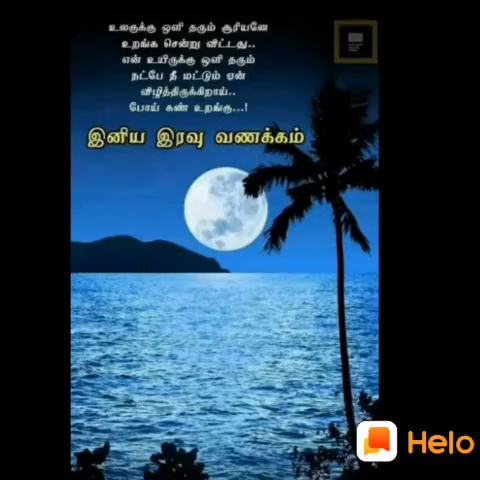 உலகுக்கு ஒளி தரும் சூரியனே
உறங்க சென்று விட்டது..
என் உயிருக்கு ஒளி தரும்
நட்பே நீ மட்டும் ஏன்
விழித்திருக்கிறாய்..
போய் கண் உறங்கு...!
இனிய இரவு வணக்கம்
Helo